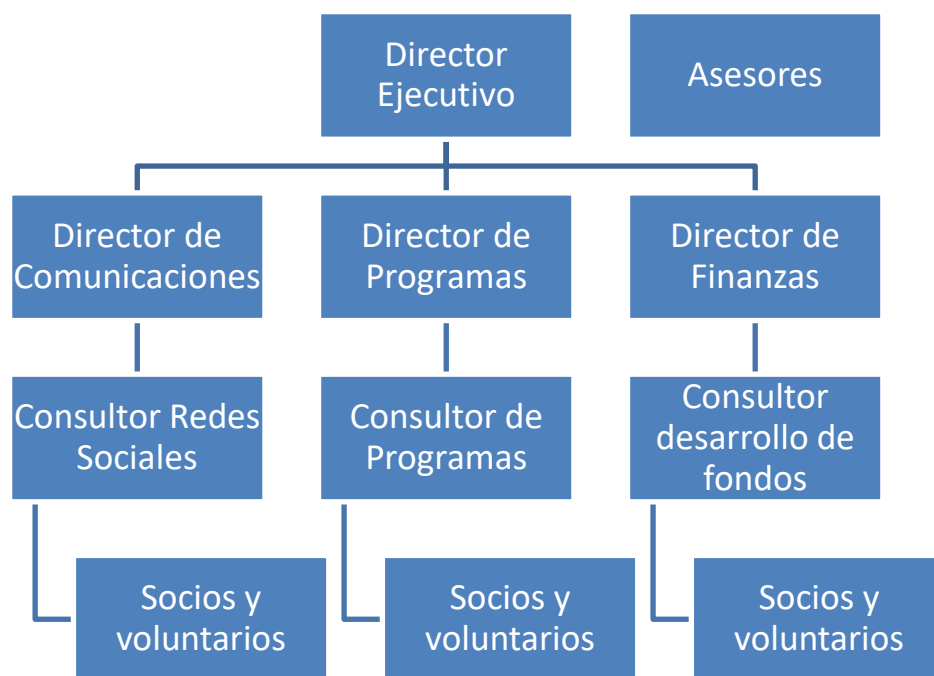 Director
Ejecutivo
Asesores
Director de
Comunicaciones
Director de
Programas
Director de
Finanzas
Consultor Redes
Sociales
Consultor de
Programas
Consultor
desarrollo de
fondos
Socios y
voluntarios
Socios y
voluntarios
Socios y
voluntarios